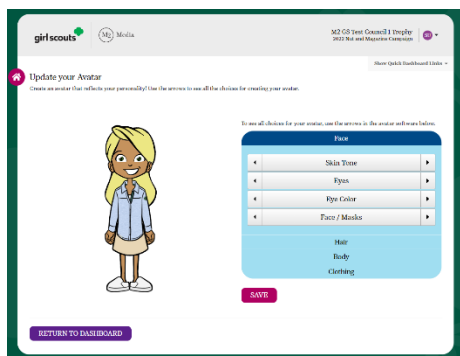 girl scouts
M2 Media
M2 GS Test Council 1 Trophy
2022 Nut and Magazine Campaign
Show Quick Dashboard Links
Update your Avatar
Create an avatar that reflects your personality! Use the arrows to see all the choices for creating your avatar.
To see all choices for your avatar, use the arrows in the avatar software below.
Face
Skin Tone
Eyes
Eye Color
Face / Masks
Hair
Body
Clothing
SAVE
RETURN TO DASHBOARD